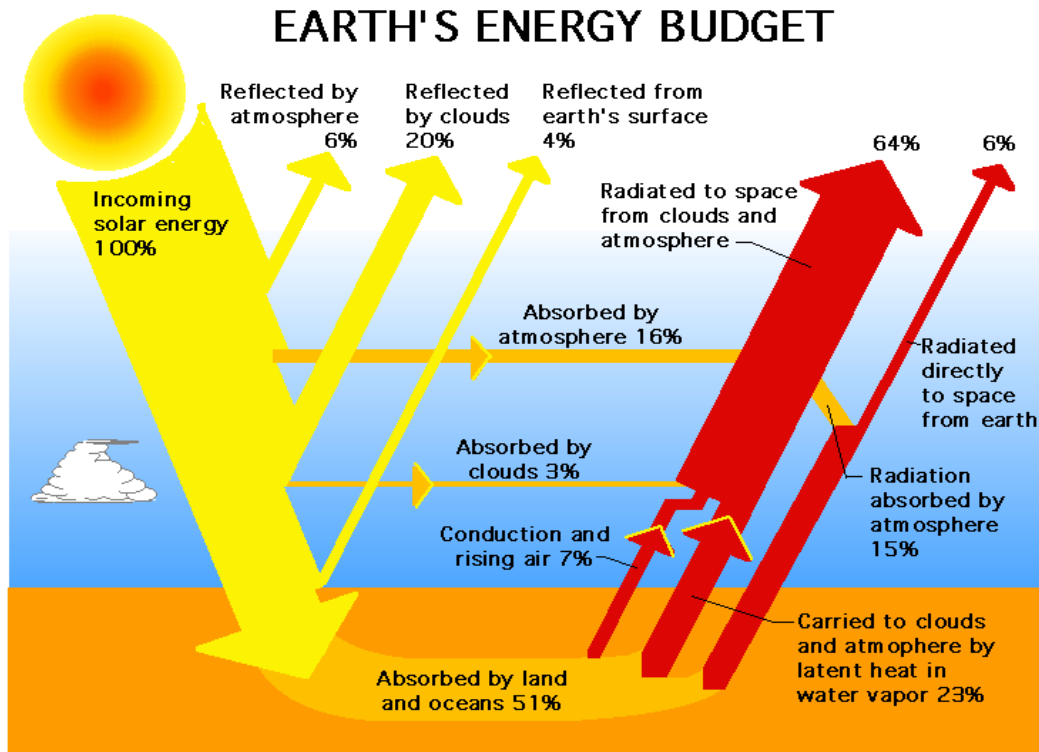 EARTH'S ENERGY BUDGET
Reflected by
atmosphere
6%
Reflected
by clouds
20%
Reflected from
earth's surface
4%
64%
6%
Incoming
solar energy
100%
Radiated to space
from clouds and
atmosphere
Absorbed by
atmosphere 16%
Radiated
directly
to space
from earth
Absorbed by
clouds 3%
Radiation
absorbed by
atmosphere
15%
Conduction and
rising air 7%
Carried to clouds
and atmophere by
latent heat in
water vapor 23%
Absorbed by land
and oceans 51%